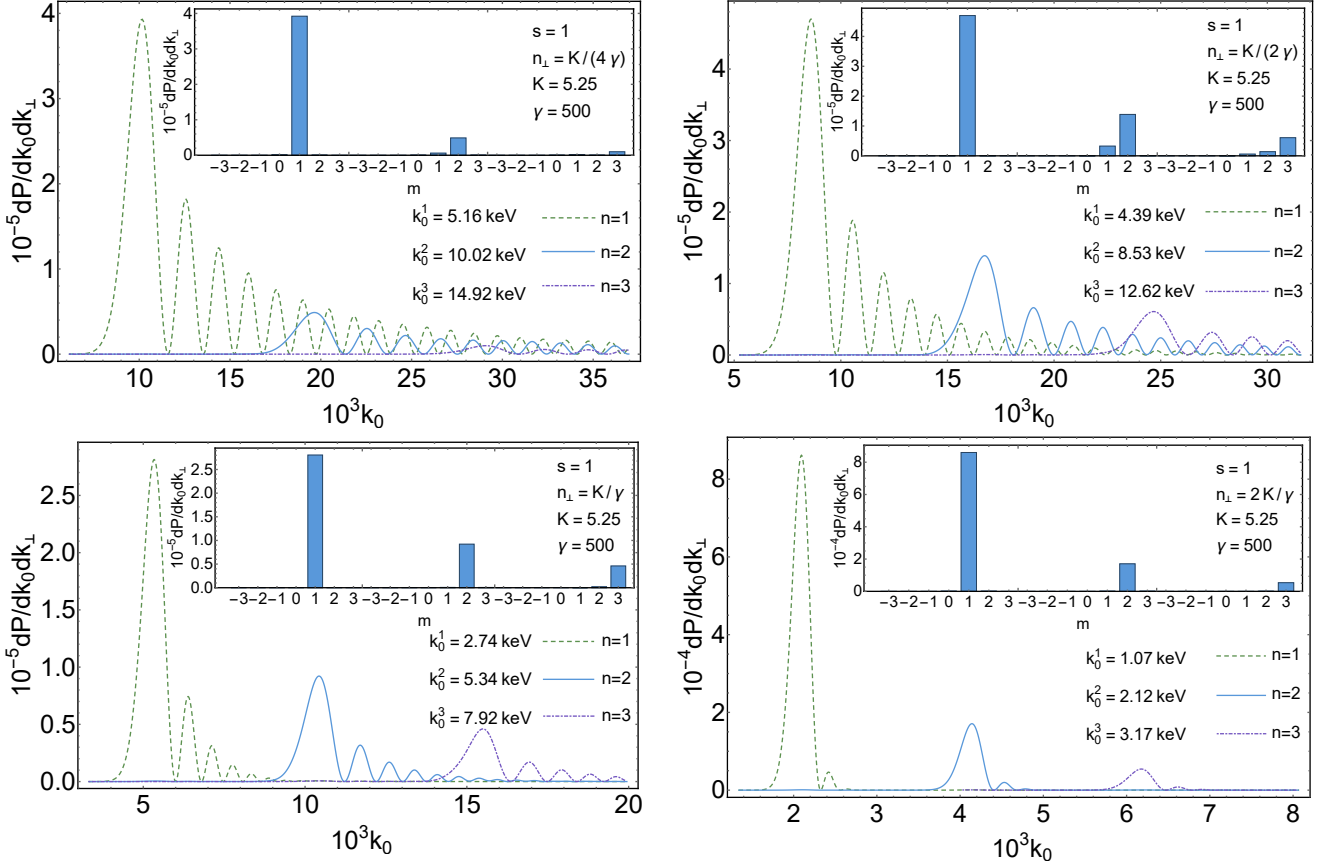 10⁻⁵dP/dk₀dk⊥
4
3
2
1
0
10
15
20
25
30
35
10³k₀
10⁻⁵dP/dk₀dk⊥
4
3
2
1
0
−3−2−1 0 1 2 3 −3−2−1 0 1 2 3 −3−2−1 0 1 2 3
m
s = 1
n⊥ = K/(4 γ)
K = 5.25
γ = 500
k₀¹ = 5.16 keV n=1
k₀² = 10.02 keV n=2
k₀³ = 14.92 keV n=3
10⁻⁵dP/dk₀dk⊥
4
3
2
1
0
5
10
15
20
25
30
10³k₀
10⁻⁵dP/dk₀dk⊥
4
3
2
1
0
−3−2−1 0 1 2 3 −3−2−1 0 1 2 3 −3−2−1 0 1 2 3
m
s = 1
n⊥ = K/(2 γ)
K = 5.25
γ = 500
k₀¹ = 4.39 keV n=1
k₀² = 8.53 keV n=2
k₀³ = 12.62 keV n=3
10⁻⁵dP/dk₀dk⊥
2.5
2.0
1.5
1.0
0.5
0.0
5
10
15
20
10³k₀
10⁻⁵dP/dk₀dk⊥
2.5
2.0
1.5
1.0
0.5
0.0
−3−2−1 0 1 2 3 −3−2−1 0 1 2 3 −3−2−1 0 1 2 3
m
s = 1
n⊥ = K/γ
K = 5.25
γ = 500
k₀¹ = 2.74 keV n=1
k₀² = 5.34 keV n=2
k₀³ = 7.92 keV n=3
10⁻⁴dP/dk₀dk⊥
8
6
4
2
0
2
3
4
5
6
7
8
10³k₀
10⁻⁴dP/dk₀dk⊥
8
6
4
2
0
−3−2−1 0 1 2 3 −3−2−1 0 1 2 3 −3−2−1 0 1 2 3
m
s = 1
n⊥ = 2 K/γ
K = 5.25
γ = 500
k₀¹ = 1.07 keV n=1
k₀² = 2.12 keV n=2
k₀³ = 3.17 keV n=3